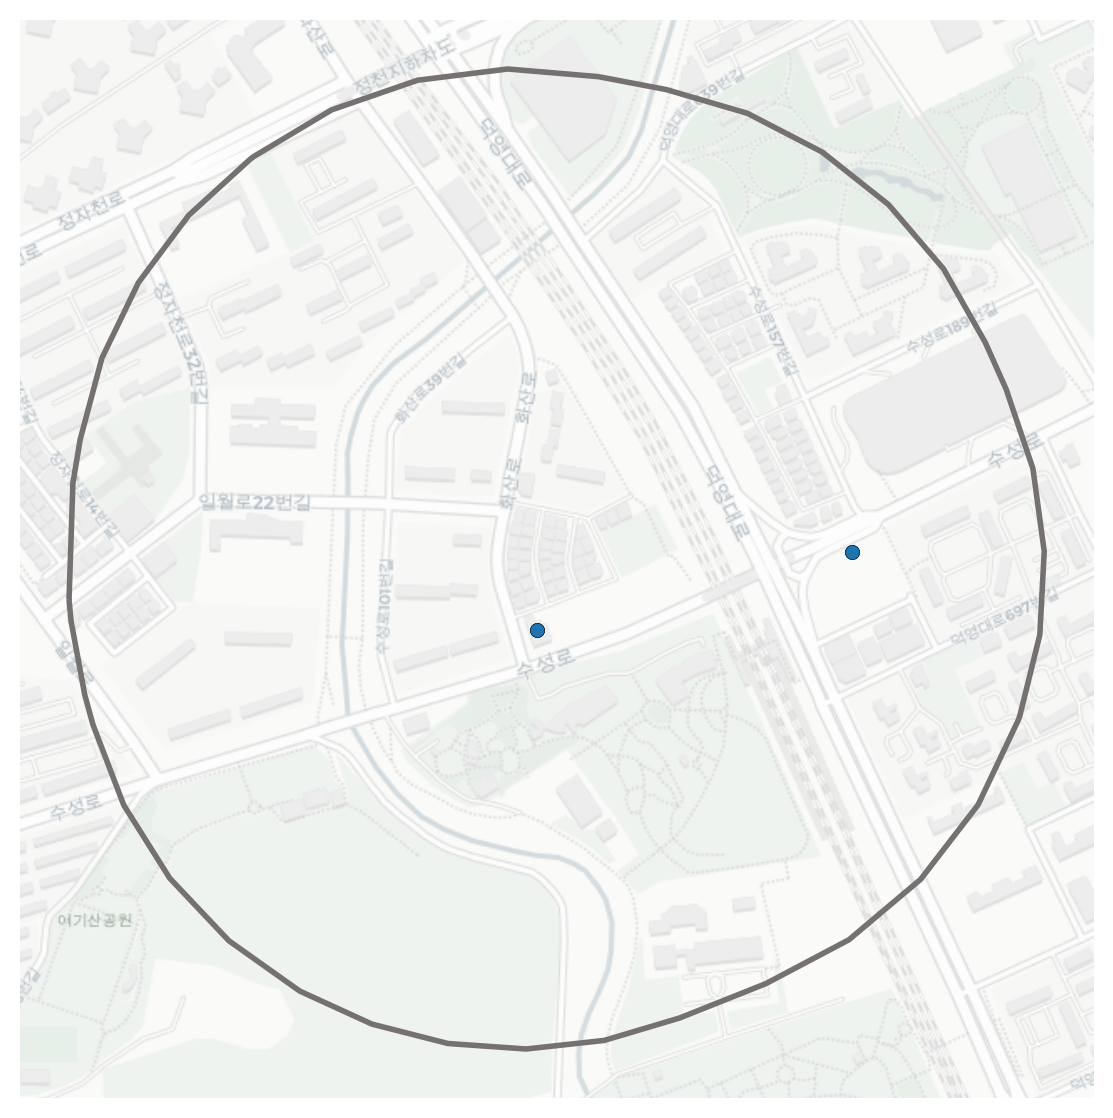 정천지하차도
덕영대로
덕영대로639번길
정자천로
정자천로32번길
수성로157번길
수성로189번길
화산로39번길
화산로
수성로
화산로
덕영대로
일월로22번길
수성로101번길
덕영대로697번길
수성로
수성로
여기산공원